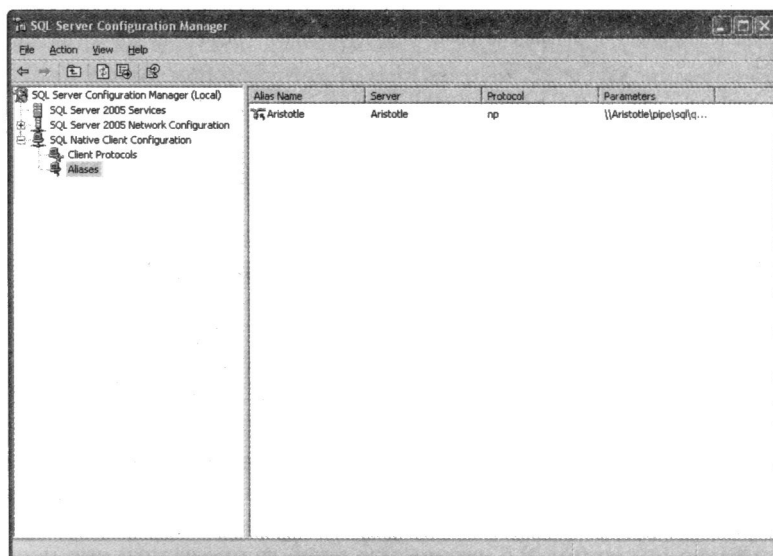 SQL Server Configuration Manager
File Action View Help
SQL Server Configuration Manager (Local)
SQL Server 2005 Services
SQL Server 2005 Network Configuration
SQL Native Client Configuration
Client Protocols
Aliases
Alias Name Server Protocol Parameters
Aristotle Aristotle np \\Aristotle\pipe\sql\q...